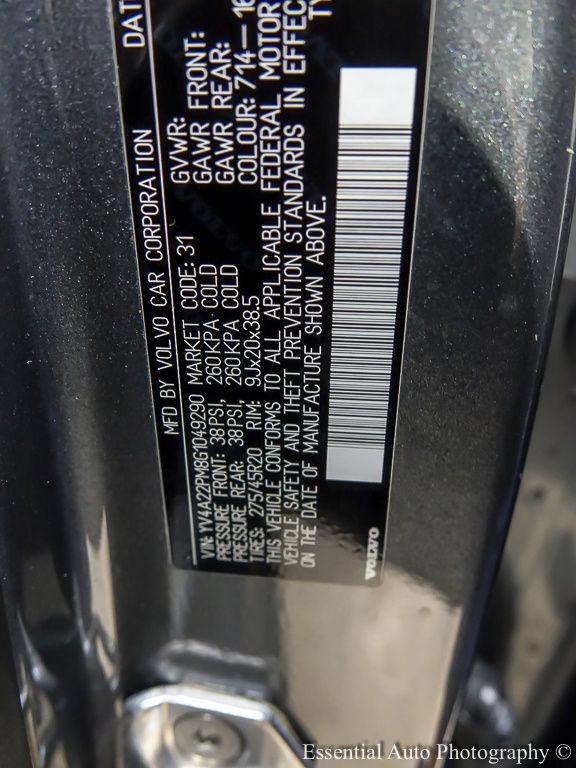 DAT
MFD BY VOLVO CAR CORPORATION
GVWR:
GAWR FRONT:
GAWR REAR:
VIN: YV4A22PM8G1049290 MARKET CODE: 31
PRESSURE FRONT: 38PSI, 260KPA COLD
PRESSURE REAR: 38PSI, 260KPA COLD
TIRES: 275/45R20 RIM: 9Jx20x38.5 COLOUR: 714—16
THIS VEHICLE CONFORMS TO ALL APPLICABLE FEDERAL MOTOR
VEHICLE SAFETY AND THEFT PREVENTION STANDARDS IN EFFEC
ON THE DATE OF MANUFACTURE SHOWN ABOVE. TY
VOLVO
Essential Auto Photography ©